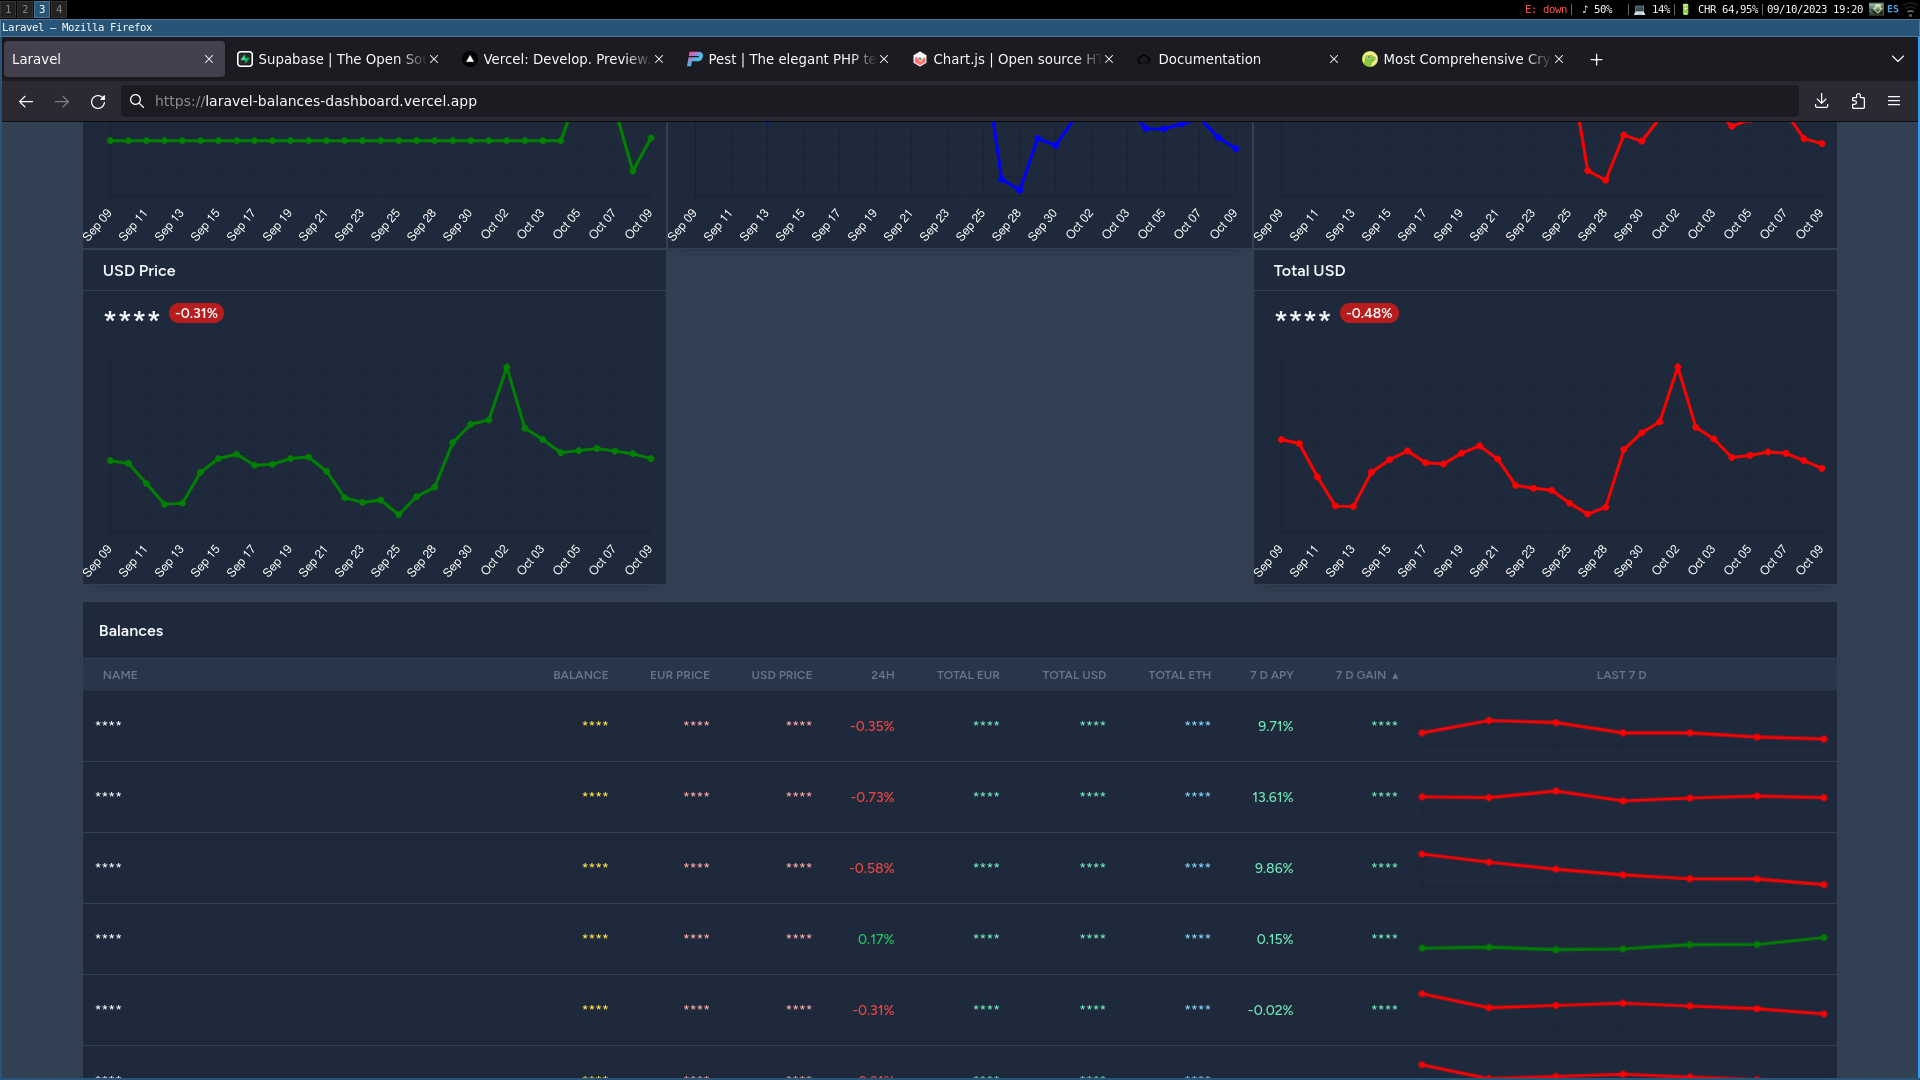 1 2 3 4
E: down| ♪ 50% |💻 14%|🔋 CHR 64,95%|09/10/2023 19:20 ES
Laravel — Mozilla Firefox
Laravel
Supabase | The Open So
Vercel: Develop. Preview.
Pest | The elegant PHP te
Chart.js | Open source HT
Documentation
Most Comprehensive Cry
https://laravel-balances-dashboard.vercel.app
Sep 09 Sep 11 Sep 13 Sep 15 Sep 17 Sep 19 Sep 21 Sep 23 Sep 25 Sep 28 Sep 30 Oct 02 Oct 03 Oct 05 Oct 07 Oct 09
Sep 09 Sep 11 Sep 13 Sep 15 Sep 17 Sep 19 Sep 21 Sep 23 Sep 25 Sep 28 Sep 30 Oct 02 Oct 03 Oct 05 Oct 07 Oct 09
Sep 09 Sep 11 Sep 13 Sep 15 Sep 17 Sep 19 Sep 21 Sep 23 Sep 25 Sep 28 Sep 30 Oct 02 Oct 03 Oct 05 Oct 07 Oct 09
USD Price
**** -0.31%
Sep 09 Sep 11 Sep 13 Sep 15 Sep 17 Sep 19 Sep 21 Sep 23 Sep 25 Sep 28 Sep 30 Oct 02 Oct 03 Oct 05 Oct 07 Oct 09
Total USD
**** -0.48%
Sep 09 Sep 11 Sep 13 Sep 15 Sep 17 Sep 19 Sep 21 Sep 23 Sep 25 Sep 28 Sep 30 Oct 02 Oct 03 Oct 05 Oct 07 Oct 09
Balances
NAME BALANCE EUR PRICE USD PRICE 24H TOTAL EUR TOTAL USD TOTAL ETH 7 D APY 7 D GAIN ▲ LAST 7 D
**** **** **** **** -0.35% **** **** **** 9.71% ****
**** **** **** **** -0.73% **** **** **** 13.61% ****
**** **** **** **** -0.58% **** **** **** 9.86% ****
**** **** **** **** 0.17% **** **** **** 0.15% ****
**** **** **** **** -0.31% **** **** **** -0.02% ****